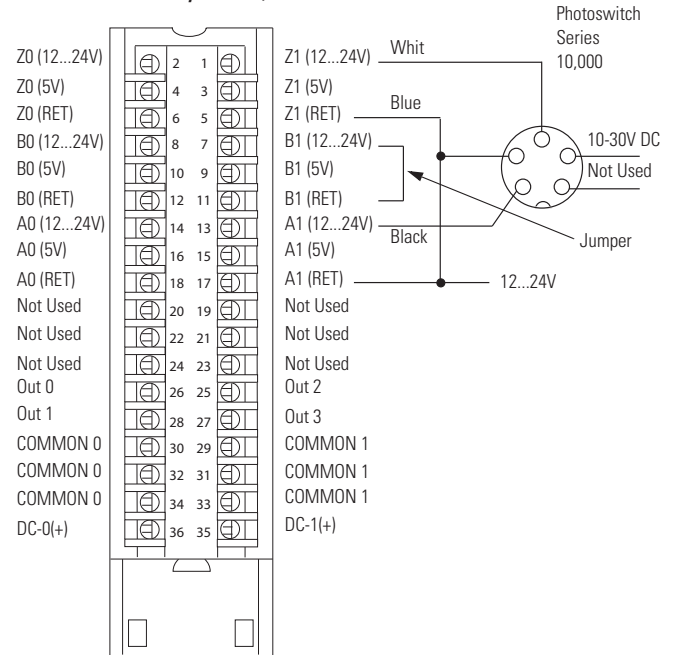 Photoswitch
Series
10,000
Z0 (12...24V) 2 1 Z1 (12...24V) Whit
Z0 (5V) 4 3 Z1 (5V)
Z0 (RET) 6 5 Z1 (RET) Blue
B0 (12...24V) 8 7 B1 (12...24V) 10-30V DC
B0 (5V) 10 9 B1 (5V) Not Used
B0 (RET) 12 11 B1 (RET)
A0 (12...24V) 14 13 A1 (12...24V) Black
A0 (5V) 16 15 A1 (5V) Jumper
A0 (RET) 18 17 A1 (RET) 12...24V
Not Used 20 19 Not Used
Not Used 22 21 Not Used
Not Used 24 23 Not Used
Out 0 26 25 Out 2
Out 1 28 27 Out 3
COMMON 0 30 29 COMMON 1
COMMON 0 32 31 COMMON 1
COMMON 0 34 33 COMMON 1
DC-0(+) 36 35 DC-1(+)